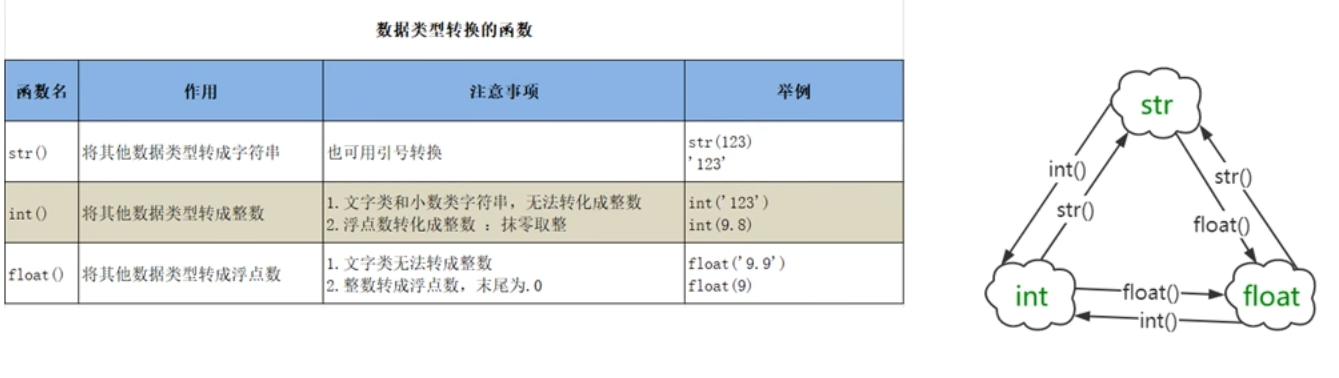 数据类型转换的函数
函数名 作用 注意事项 举例
str() 将其他数据类型转成字符串 也可用引号转换 str(123)
'123'
int() 将其他数据类型转成整数 1.文字类和小数类字符串，无法转化成整数 int('123')
2.浮点数转化成整数 ：抹零取整 int(9.8)
float() 将其他数据类型转成浮点数 1.文字类无法转成整数 float('9.9')
2.整数转成浮点数，末尾为.0 float(9)
str
int()
str()
str()
float()
int
float()
int()
float